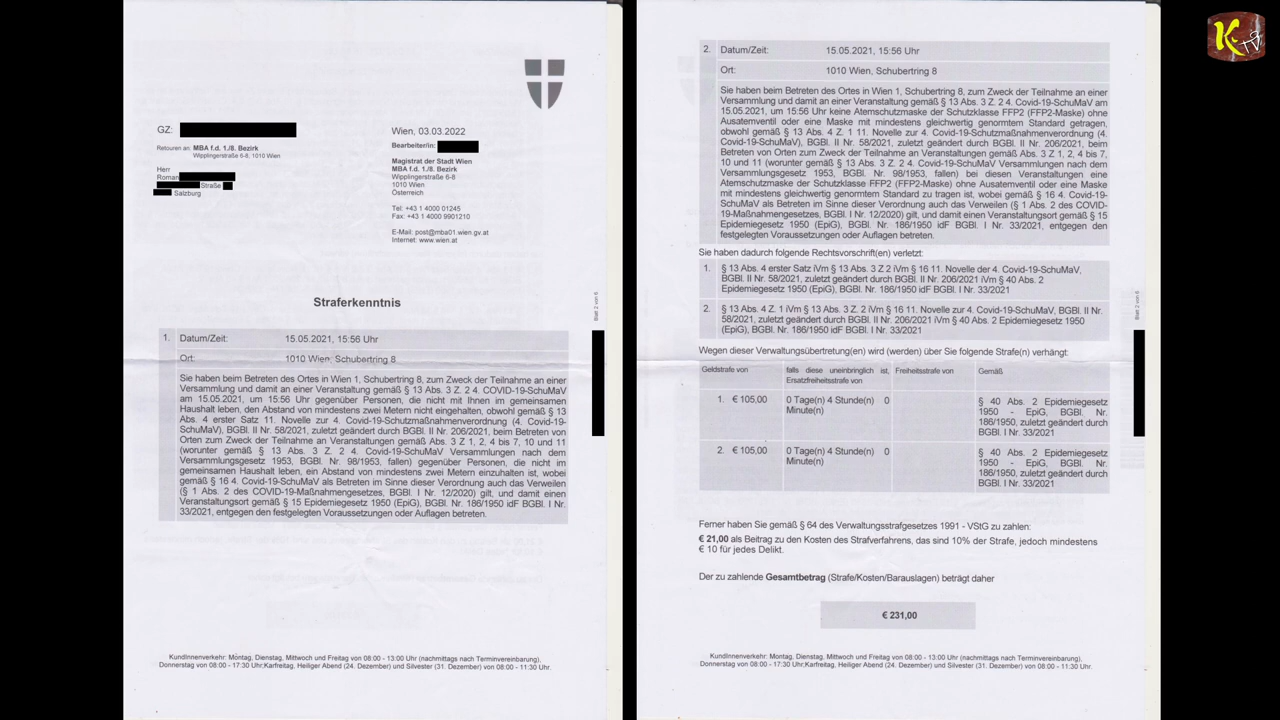 GZ:
Retouren an: MBA f.d. 1./8. Bezirk
Wipplingerstraße 6-8, 1010 Wien
Herr
Roman
Straße
Salzburg
Wien, 03.03.2022
Bearbeiter/in:
Magistrat der Stadt Wien
MBA f.d. 1./8. Bezirk
Wipplingerstraße 6-8
1010 Wien
Österreich
Tel: +43 1 4000 01245
Fax: +43 1 4000 9901210
E-Mail: post@mba01.wien.gv.at
Internet: www.wien.at
Straferkenntnis
Blatt 2 von 6
1. Datum/Zeit: 15.05.2021, 15:56 Uhr
Ort: 1010 Wien, Schubertring 8
Sie haben beim Betreten des Ortes in Wien 1, Schubertring 8, zum Zweck der Teilnahme an einer
Versammlung und damit an einer Veranstaltung gemäß § 13 Abs. 3 Z. 2 4. COVID-19-SchuMaV
am 15.05.2021, um 15:56 Uhr gegenüber Personen, die nicht mit Ihnen im gemeinsamen
Haushalt leben, den Abstand von mindestens zwei Metern nicht eingehalten, obwohl gemäß § 13
Abs. 4 erster Satz 11. Novelle zur 4. Covid-19-Schutzmaßnahmenverordnung (4. Covid-19-
SchuMaV), BGBl. II Nr. 58/2021, zuletzt geändert durch BGBl. II Nr. 206/2021, beim Betreten von
Orten zum Zweck der Teilnahme an Veranstaltungen gemäß Abs. 3 Z 1, 2, 4 bis 7, 10 und 11
(worunter gemäß § 13 Abs. 3 Z. 2 4. Covid-19-SchuMaV Versammlungen nach dem
Versammlungsgesetz 1953, BGBl. Nr. 98/1953, fallen) gegenüber Personen, die nicht im
gemeinsamen Haushalt leben, ein Abstand von mindestens zwei Metern einzuhalten ist, wobei
gemäß § 16 4. Covid-SchuMaV als Betreten im Sinne dieser Verordnung auch das Verweilen
(§ 1 Abs. 2 des COVID-19-Maßnahmengesetzes, BGBl. I Nr. 12/2020) gilt, und damit einen
Veranstaltungsort gemäß § 15 Epidemiegesetz 1950 (EpiG), BGBl. Nr. 186/1950 idF BGBl. I Nr.
33/2021, entgegen den festgelegten Voraussetzungen oder Auflagen betreten.
KundInnenverkehr: Montag, Dienstag, Mittwoch und Freitag von 08:00 - 13:00 Uhr (nachmittags nach Terminvereinbarung),
Donnerstag von 08:00 - 17:30 Uhr;Karfreitag, Heiliger Abend (24. Dezember) und Silvester (31. Dezember) von 08:00 - 11:30 Uhr.
2. Datum/Zeit: 15.05.2021, 15:56 Uhr
Ort: 1010 Wien, Schubertring 8
Sie haben beim Betreten des Ortes in Wien 1, Schubertring 8, zum Zweck der Teilnahme an einer
Versammlung und damit an einer Veranstaltung gemäß § 13 Abs. 3 Z. 2 4. Covid-19-SchuMaV am
15.05.2021, um 15:56 Uhr keine Atemschutzmaske der Schutzklasse FFP2 (FFP2-Maske) ohne
Ausatemventil oder eine Maske mit mindestens gleichwertig genormtem Standard getragen,
obwohl gemäß § 13 Abs. 4 Z. 1 11. Novelle zur 4. Covid-19-Schutzmaßnahmenverordnung (4.
Covid-19-SchuMaV), BGBl. II Nr. 58/2021, zuletzt geändert durch BGBl. II Nr. 206/2021, beim
Betreten von Orten zum Zweck der Teilnahme an Veranstaltungen gemäß Abs. 3 Z 1, 2, 4 bis 7,
10 und 11 (worunter gemäß § 13 Abs. 3 Z. 2 4. Covid-19-SchuMaV Versammlungen nach dem
Versammlungsgesetz 1953, BGBl. Nr. 98/1953, fallen) bei diesen Veranstaltungen eine
Atemschutzmaske der Schutzklasse FFP2 (FFP2-Maske) ohne Ausatemventil oder eine Maske
mit mindestens gleichwertig genormtem Standard zu tragen ist, wobei gemäß § 16 4. Covid-
SchuMaV als Betreten im Sinne dieser Verordnung auch das Verweilen (§ 1 Abs. 2 des COVID-
19-Maßnahmengesetzes, BGBl. I Nr. 12/2020) gilt, und damit einen Veranstaltungsort gemäß § 15
Epidemiegesetz 1950 (EpiG), BGBl. Nr. 186/1950 idF BGBl. I Nr. 33/2021, entgegen den
festgelegten Voraussetzungen oder Auflagen betreten.
Sie haben dadurch folgende Rechtsvorschrift(en) verletzt:
1. § 13 Abs. 4 erster Satz iVm § 13 Abs. 3 Z 2 iVm § 16 11. Novelle der 4. Covid-19-SchuMaV,
BGBl. II Nr. 58/2021, zuletzt geändert durch BGBl. II Nr. 206/2021 iVm § 40 Abs. 2
Epidemiegesetz 1950 (EpiG), BGBl. Nr. 186/1950 idF BGBl. I Nr. 33/2021
2. § 13 Abs. 4 Z. 1 iVm § 13 Abs. 3 Z. 2 iVm § 16 11. Novelle zur 4. Covid-19-SchuMaV, BGBl. II Nr.
58/2021, zuletzt geändert durch BGBl. II Nr. 206/2021 iVm § 40 Abs. 2 Epidemiegesetz 1950
(EpiG), BGBl. Nr. 186/1950 idF BGBl. I Nr. 33/2021
Wegen dieser Verwaltungsübertretung(en) wird (werden) über Sie folgende Strafe(n) verhängt:
Geldstrafe von falls diese uneinbringlich ist, Freiheitsstrafe von Gemäß
Ersatzfreiheitsstrafe von
1. € 105,00 0 Tage(n) 4 Stunde(n) 0 § 40 Abs. 2 Epidemiegesetz
Minute(n) 1950 - EpiG, BGBl. Nr.
186/1950, zuletzt geändert durch
BGBl. I Nr. 33/2021
2. € 105,00 0 Tage(n) 4 Stunde(n) 0 § 40 Abs. 2 Epidemiegesetz
Minute(n) 1950 - EpiG, BGBl. Nr.
186/1950, zuletzt geändert durch
BGBl. I Nr. 33/2021
Ferner haben Sie gemäß § 64 des Verwaltungsstrafgesetzes 1991 - VStG zu zahlen:
€ 21,00 als Beitrag zu den Kosten des Strafverfahrens, das sind 10% der Strafe, jedoch mindestens
€ 10 für jedes Delikt.
Der zu zahlende Gesamtbetrag (Strafe/Kosten/Barauslagen) beträgt daher
€ 231,00
KundInnenverkehr: Montag, Dienstag, Mittwoch und Freitag von 08:00 - 13:00 Uhr (nachmittags nach Terminvereinbarung),
Donnerstag von 08:00 - 17:30 Uhr;Karfreitag, Heiliger Abend (24. Dezember) und Silvester (31. Dezember) von 08:00 - 11:30 Uhr.
Blatt 2 von 6